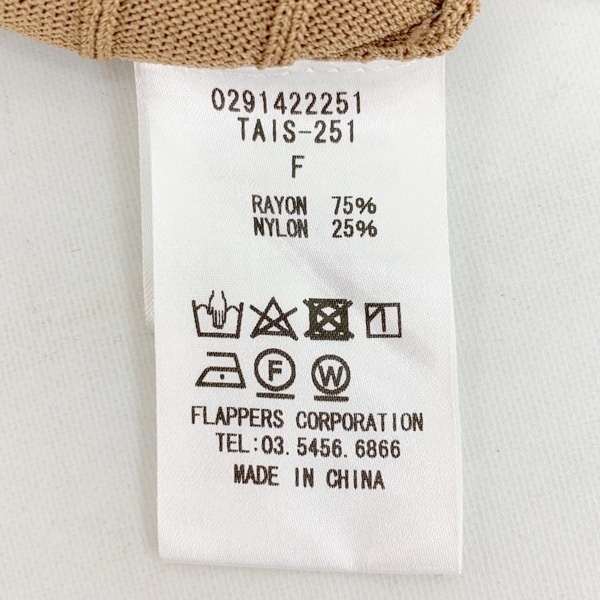 0291422251
TAIS-251
F
RAYON 75%
NYLON 25%
F W
FLAPPERS CORPORATION
TEL:03.5456.6866
MADE IN CHINA